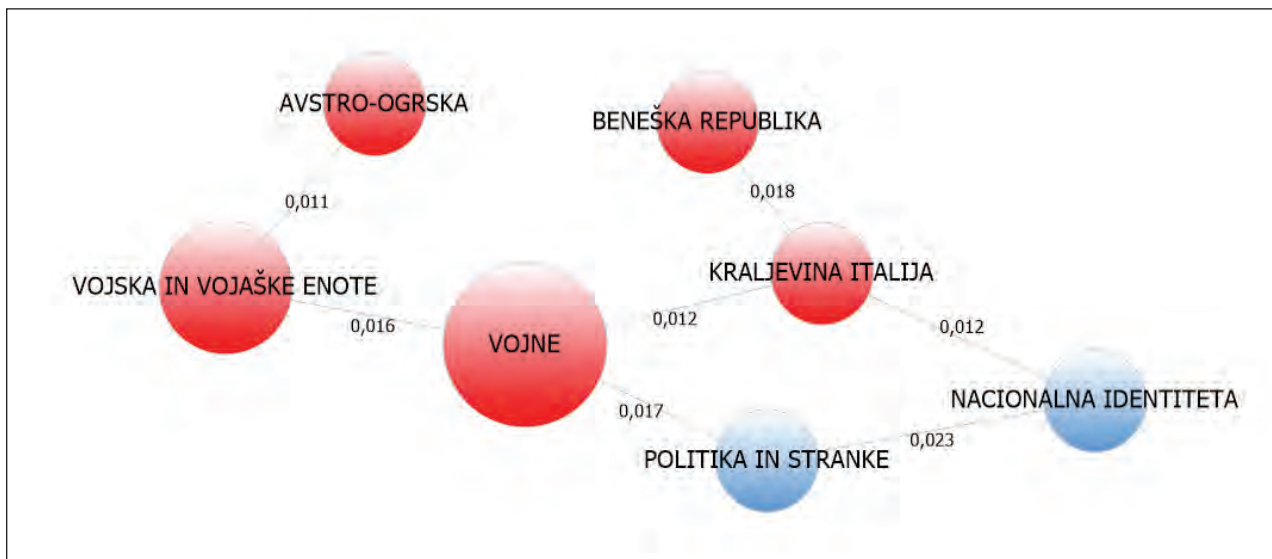 AVSTRO-OGRSKA
BENEŠKA REPUBLIKA
0,011
0,018
VOJSKA IN VOJAŠKE ENOTE
KRALJEVINA ITALIJA
0,016
0,012
0,012
VOJNE
NACIONALNA IDENTITETA
0,017
0,023
POLITIKA IN STRANKE